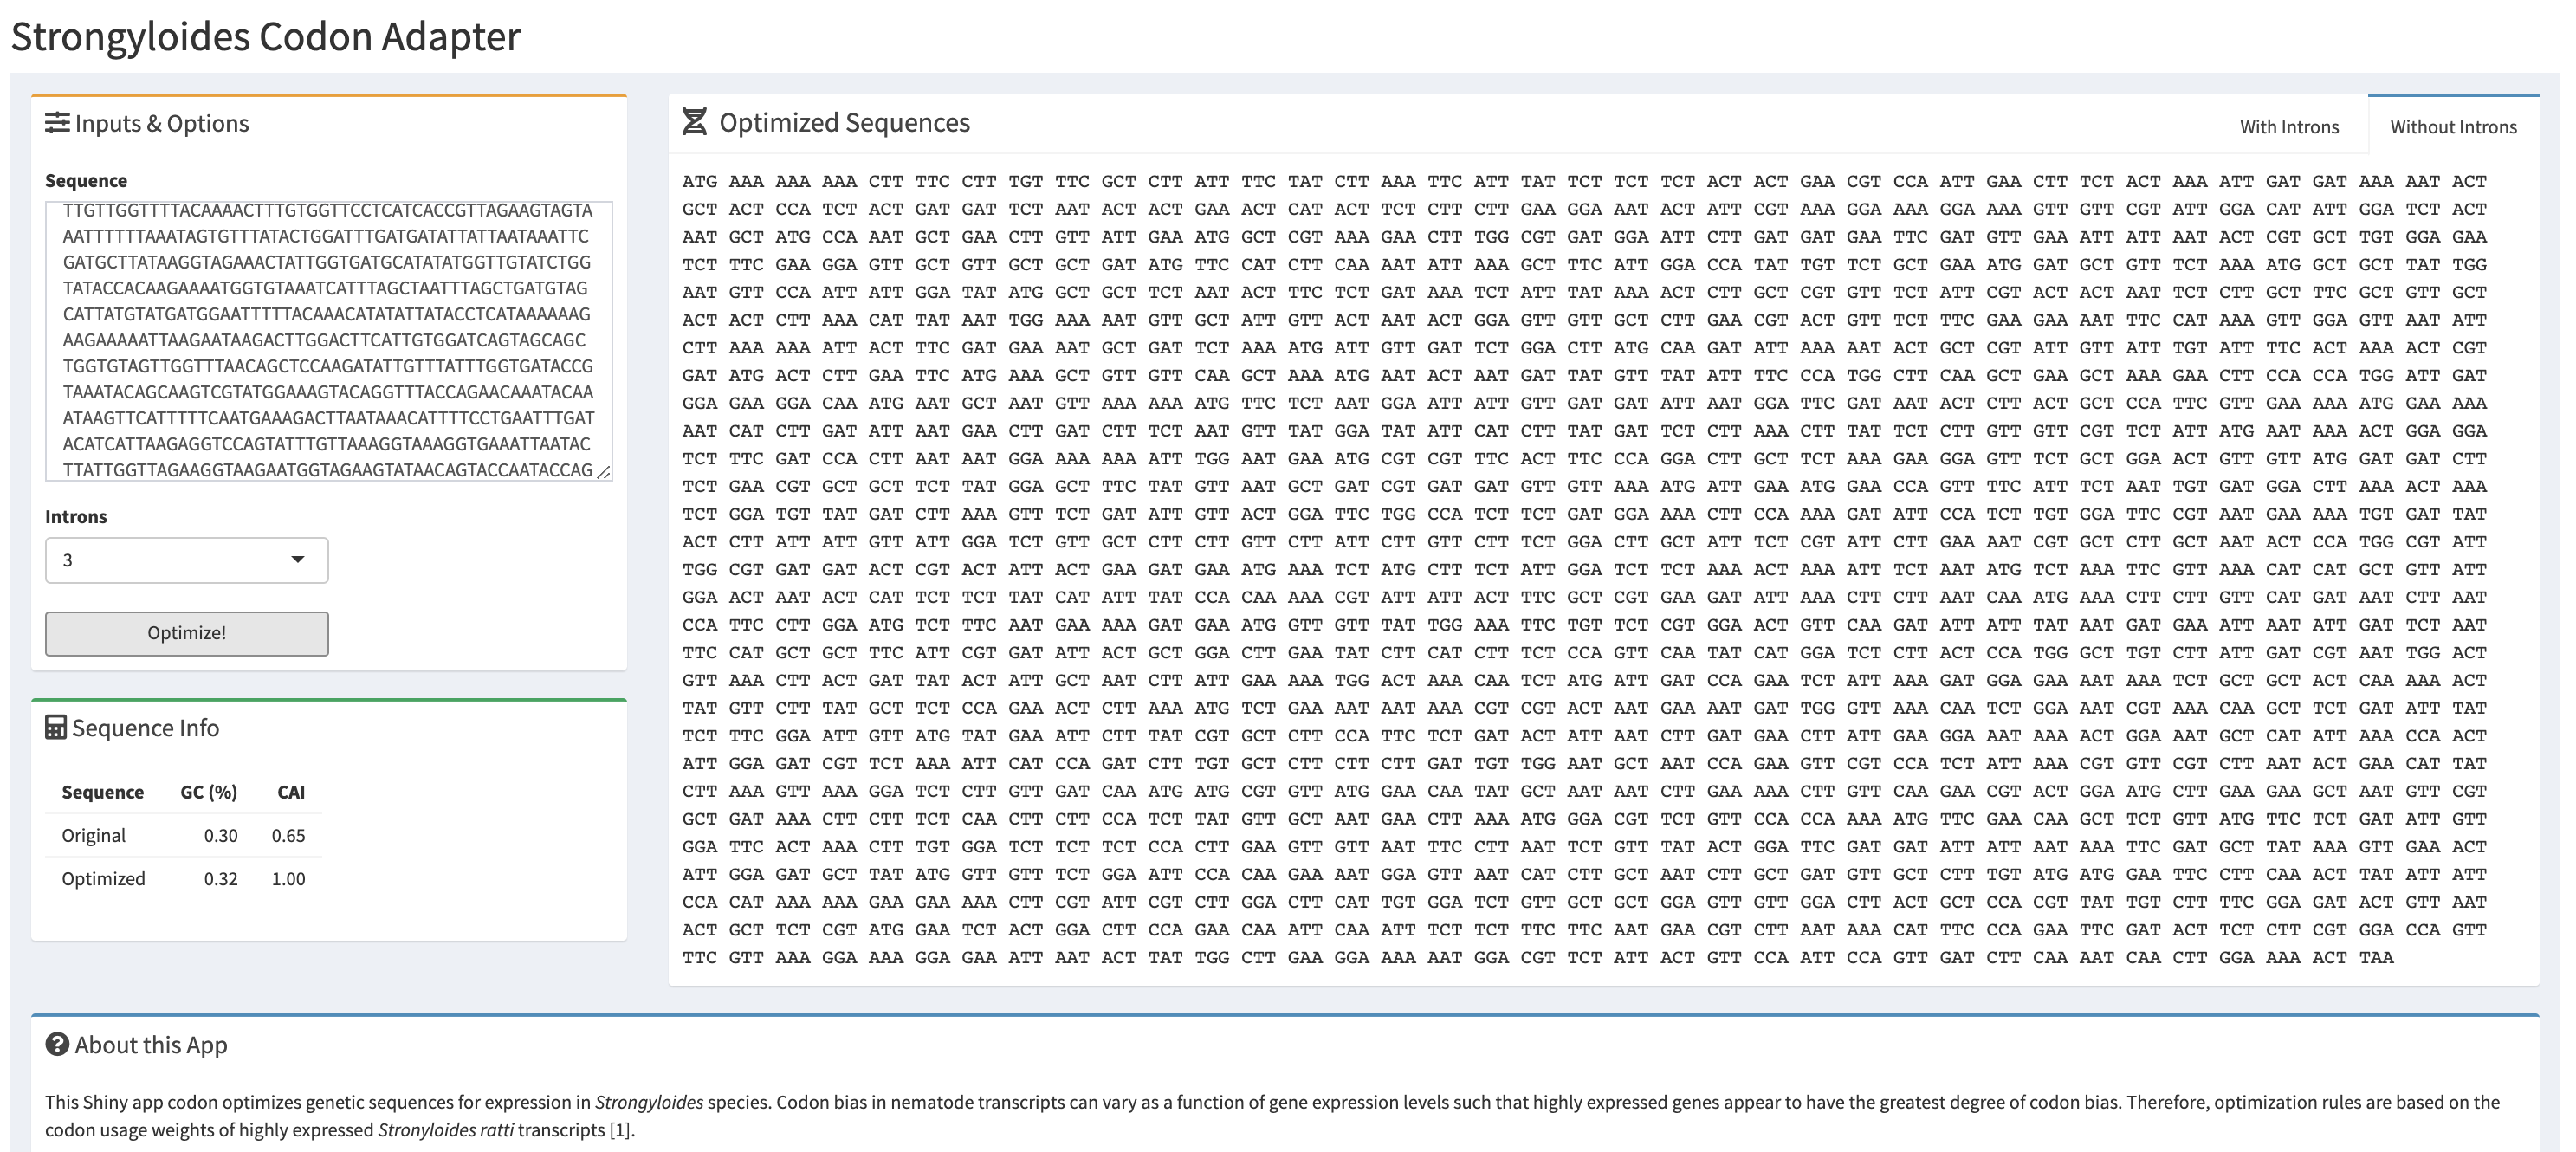 Strongyloides Codon Adapter
Inputs & Options
Sequence
TTGTTGGTTTTACAAAACTTTGTGGTTCCTCATCACCGTTAGAAGTAGTA
AATTTTTTAAATAGTGTTTATACTGGATTTGATGATATTATTAATAAATTC
GATGCTTATAAGGTAGAAACTATTGGTGATGCATATATGGTTGTATCTGG
TATACCACAAGAAAATGGTGTAAATCATTTAGCTAATTTAGCTGATGTAG
CATTATGTATGATGGAATTTTTACAAACATATATTATACCTCATAAAAAAG
AAGAAAAATTAAGAATAAGACTTGGACTTCATTGTGGATCAGTAGCAGC
TGGTGTAGTTGGTTTAACAGCTCCAAGATATTGTTTATTTGGTGATACCG
TAAATACAGCAAGTCGTATGGAAAGTACAGGTTTACCAGAACAAATACAA
ATAAGTTCATTTTTCAATGAAAGACTTAATAAACATTTTCCTGAATTTGAT
ACATCATTAAGAGGTCCAGTATTTGTTAAAGGTAAAGGTGAAATTAATAC
TTATTGGTTAGAAGGTAAGAATGGTAGAAGTATAACAGTACCAATACCAG
Introns
3
Optimize!
Sequence Info
Sequence GC (%) CAI
Original 0.30 0.65
Optimized 0.32 1.00
Optimized Sequences
With Introns
Without Introns
ATG AAA AAA AAA CTT TTC CTT TGT TTC GCT CTT ATT TTC TAT CTT AAA TTC ATT TAT TCT TCT TCT ACT ACT GAA CGT CCA ATT GAA CTT TCT ACT AAA ATT GAT GAT AAA AAT ACT
GCT ACT CCA TCT ACT GAT GAT TCT AAT ACT ACT GAA ACT CAT ACT TCT CTT CTT GAA GGA AAT ACT ATT CGT AAA GGA AAA GGA AAA GTT GTT CGT ATT GGA CAT ATT GGA TCT ACT
AAT GCT ATG CCA AAT GCT GAA CTT GTT ATT GAA ATG GCT CGT AAA GAA CTT TGG CGT GAT GGA ATT CTT GAT GAT GAA TTC GAT GTT GAA ATT ATT AAT ACT CGT GCT TGT GGA GAA
TCT TTC GAA GGA GTT GCT GTT GCT GCT GAT ATG TTC CAT CTT CAA AAT ATT AAA GCT TTC ATT GGA CCA TAT TGT TCT GCT GAA ATG GAT GCT GTT TCT AAA ATG GCT GCT TAT TGG
AAT GTT CCA ATT ATT GGA TAT ATG GCT GCT TCT AAT ACT TTC TCT GAT AAA TCT ATT TAT AAA ACT CTT GCT CGT GTT TCT ATT CGT ACT ACT AAT TCT CTT GCT TTC GCT GTT GCT
ACT ACT CTT AAA CAT TAT AAT TGG AAA AAT GTT GCT ATT GTT ACT AAT ACT GGA GTT GTT GCT CTT GAA CGT ACT GTT TCT TTC GAA GAA AAT TTC CAT AAA GTT GGA GTT AAT ATT
CTT AAA AAA ATT ACT TTC GAT GAA AAT GCT GAT TCT AAA ATG ATT GTT GAT TCT GGA CTT ATG CAA GAT ATT AAA AAT ACT GCT CGT ATT GTT ATT TGT ATT TTC ACT AAA ACT CGT
GAT ATG ACT CTT GAA TTC ATG AAA GCT GTT GTT CAA GCT AAA ATG AAT ACT AAT GAT TAT GTT TAT ATT TTC CCA TGG CTT CAA GCT GAA GCT AAA GAA CTT CCA CCA TGG ATT GAT
GGA GAA GGA CAA ATG AAT GCT AAT GTT AAA AAA ATG TTC TCT AAT GGA ATT ATT GTT GAT GAT ATT AAT GGA TTC GAT AAT ACT CTT ACT GCT CCA TTC GTT GAA AAA ATG GAA AAA
AAT CAT CTT GAT ATT AAT GAA CTT GAT CTT TCT AAT GTT TAT GGA TAT ATT CAT CTT TAT GAT TCT CTT AAA CTT TAT TCT CTT GTT GTT CGT TCT ATT ATG AAT AAA ACT GGA GGA
TCT TTC GAT CCA CTT AAT AAT GGA AAA AAA ATT TGG AAT GAA ATG CGT CGT TTC ACT TTC CCA GGA CTT GCT TCT AAA GAA GGA GTT TCT GCT GGA ACT GTT GTT ATG GAT GAT CTT
TCT GAA CGT GCT GCT TCT TAT GGA GCT TTC TAT GTT AAT GCT GAT CGT GAT GAT GTT GTT AAA ATG ATT GAA ATG GAA CCA GTT TTC ATT TCT AAT TGT GAT GGA CTT AAA ACT AAA
TCT GGA TGT TAT GAT CTT AAA GTT TCT GAT ATT GTT ACT GGA TTC TGG CCA TCT TCT GAT GGA AAA CTT CCA AAA GAT ATT CCA TCT TGT GGA TTC CGT AAT GAA AAA TGT GAT TAT
ACT CTT ATT ATT GTT ATT GGA TCT GTT GCT CTT CTT GTT CTT ATT CTT GTT CTT TCT GGA CTT GCT ATT TCT CGT ATT CTT GAA AAT CGT GCT CTT GCT AAT ACT CCA TGG CGT ATT
TGG CGT GAT GAT ACT CGT ACT ATT ACT GAA GAT GAA ATG AAA TCT ATG CTT TCT ATT GGA TCT TCT AAA ACT AAA ATT TCT AAT ATG TCT AAA TTC GTT AAA CAT CAT GCT GTT ATT
GGA ACT AAT ACT CAT TCT TCT TAT CAT ATT TAT CCA CAA AAA CGT ATT ATT ACT TTC GCT CGT GAA GAT ATT AAA CTT CTT AAT CAA ATG AAA CTT CTT GTT CAT GAT AAT CTT AAT
CCA TTC CTT GGA ATG TCT TTC AAT GAA AAA GAT GAA ATG GTT GTT TAT TGG AAA TTC TGT TCT CGT GGA ACT GTT CAA GAT ATT ATT TAT AAT GAT GAA ATT AAT ATT GAT TCT AAT
TTC CAT GCT GCT TTC ATT CGT GAT ATT ACT GCT GGA CTT GAA TAT CTT CAT CTT TCT CCA GTT CAA TAT CAT GGA TCT CTT ACT CCA TGG GCT TGT CTT ATT GAT CGT AAT TGG ACT
GTT AAA CTT ACT GAT TAT ACT ATT GCT AAT CTT ATT GAA AAA TGG ACT AAA CAA TCT ATG ATT GAT CCA GAA TCT ATT AAA GAT GGA GAA AAT AAA TCT GCT GCT ACT CAA AAA ACT
TAT GTT CTT TAT GCT TCT CCA GAA ACT CTT AAA ATG TCT GAA AAT AAT AAA CGT CGT ACT AAT GAA AAT GAT TGG GTT AAA CAA TCT GGA AAT CGT AAA CAA GCT TCT GAT ATT TAT
TCT TTC GGA ATT GTT ATG TAT GAA ATT CTT TAT CGT GCT CTT CCA TTC TCT GAT ACT ATT AAT CTT GAT GAA CTT ATT GAA GGA AAT AAA ACT GGA AAT GCT CAT ATT AAA CCA ACT
ATT GGA GAT CGT TCT AAA ATT CAT CCA GAT CTT TGT GCT CTT CTT CTT GAT TGT TGG AAT GCT AAT CCA GAA GTT CGT CCA TCT ATT AAA CGT GTT CGT CTT AAT ACT GAA CAT TAT
CTT AAA GTT AAA GGA TCT CTT GTT GAT CAA ATG ATG CGT GTT ATG GAA CAA TAT GCT AAT AAT CTT GAA AAA CTT GTT CAA GAA CGT ACT GGA ATG CTT GAA GAA GCT AAT GTT CGT
GCT GAT AAA CTT CTT TCT CAA CTT CTT CCA TCT TAT GTT GCT AAT GAA CTT AAA ATG GGA CGT TCT GTT CCA CCA AAA ATG TTC GAA CAA GCT TCT GTT ATG TTC TCT GAT ATT GTT
GGA TTC ACT AAA CTT TGT GGA TCT TCT TCT CCA CTT GAA GTT GTT AAT TTC CTT AAT TCT GTT TAT ACT GGA TTC GAT GAT ATT ATT AAT AAA TTC GAT GCT TAT AAA GTT GAA ACT
ATT GGA GAT GCT TAT ATG GTT GTT TCT GGA ATT CCA CAA GAA AAT GGA GTT AAT CAT CTT GCT AAT CTT GCT GAT GTT GCT CTT TGT ATG ATG GAA TTC CTT CAA ACT TAT ATT ATT
CCA CAT AAA AAA GAA GAA AAA CTT CGT ATT CGT CTT GGA CTT CAT TGT GGA TCT GTT GCT GCT GGA GTT GTT GGA CTT ACT GCT CCA CGT TAT TGT CTT TTC GGA GAT ACT GTT AAT
ACT GCT TCT CGT ATG GAA TCT ACT GGA CTT CCA GAA CAA ATT CAA ATT TCT TCT TTC TTC AAT GAA CGT CTT AAT AAA CAT TTC CCA GAA TTC GAT ACT TCT CTT CGT GGA CCA GTT
TTC GTT AAA GGA AAA GGA GAA ATT AAT ACT TAT TGG CTT GAA GGA AAA AAT GGA CGT TCT ATT ACT GTT CCA ATT CCA GTT GAT CTT CAA AAT CAA CTT GGA AAA ACT TAA
About this App
This Shiny app codon optimizes genetic sequences for expression in Strongyloides species. Codon bias in nematode transcripts can vary as a function of gene expression levels such that highly expressed genes appear to have the greatest degree of codon bias. Therefore, optimization rules are based on the
codon usage weights of highly expressed Stronyloides ratti transcripts [1].